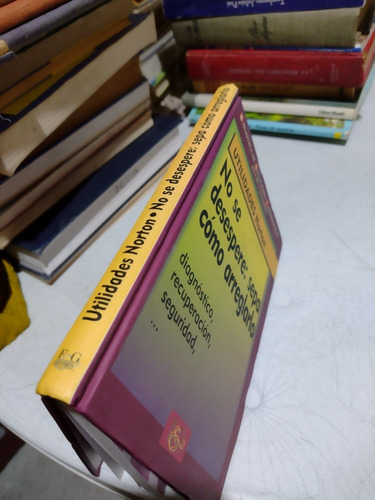 Utilidades Norton • No se desespere: sepa cómo arreglarlo
F&G
UTILIDADES Norton
No se
desespere: sepa
cómo arreglarlo
diagnóstico,
recuperación,
seguridad,
...